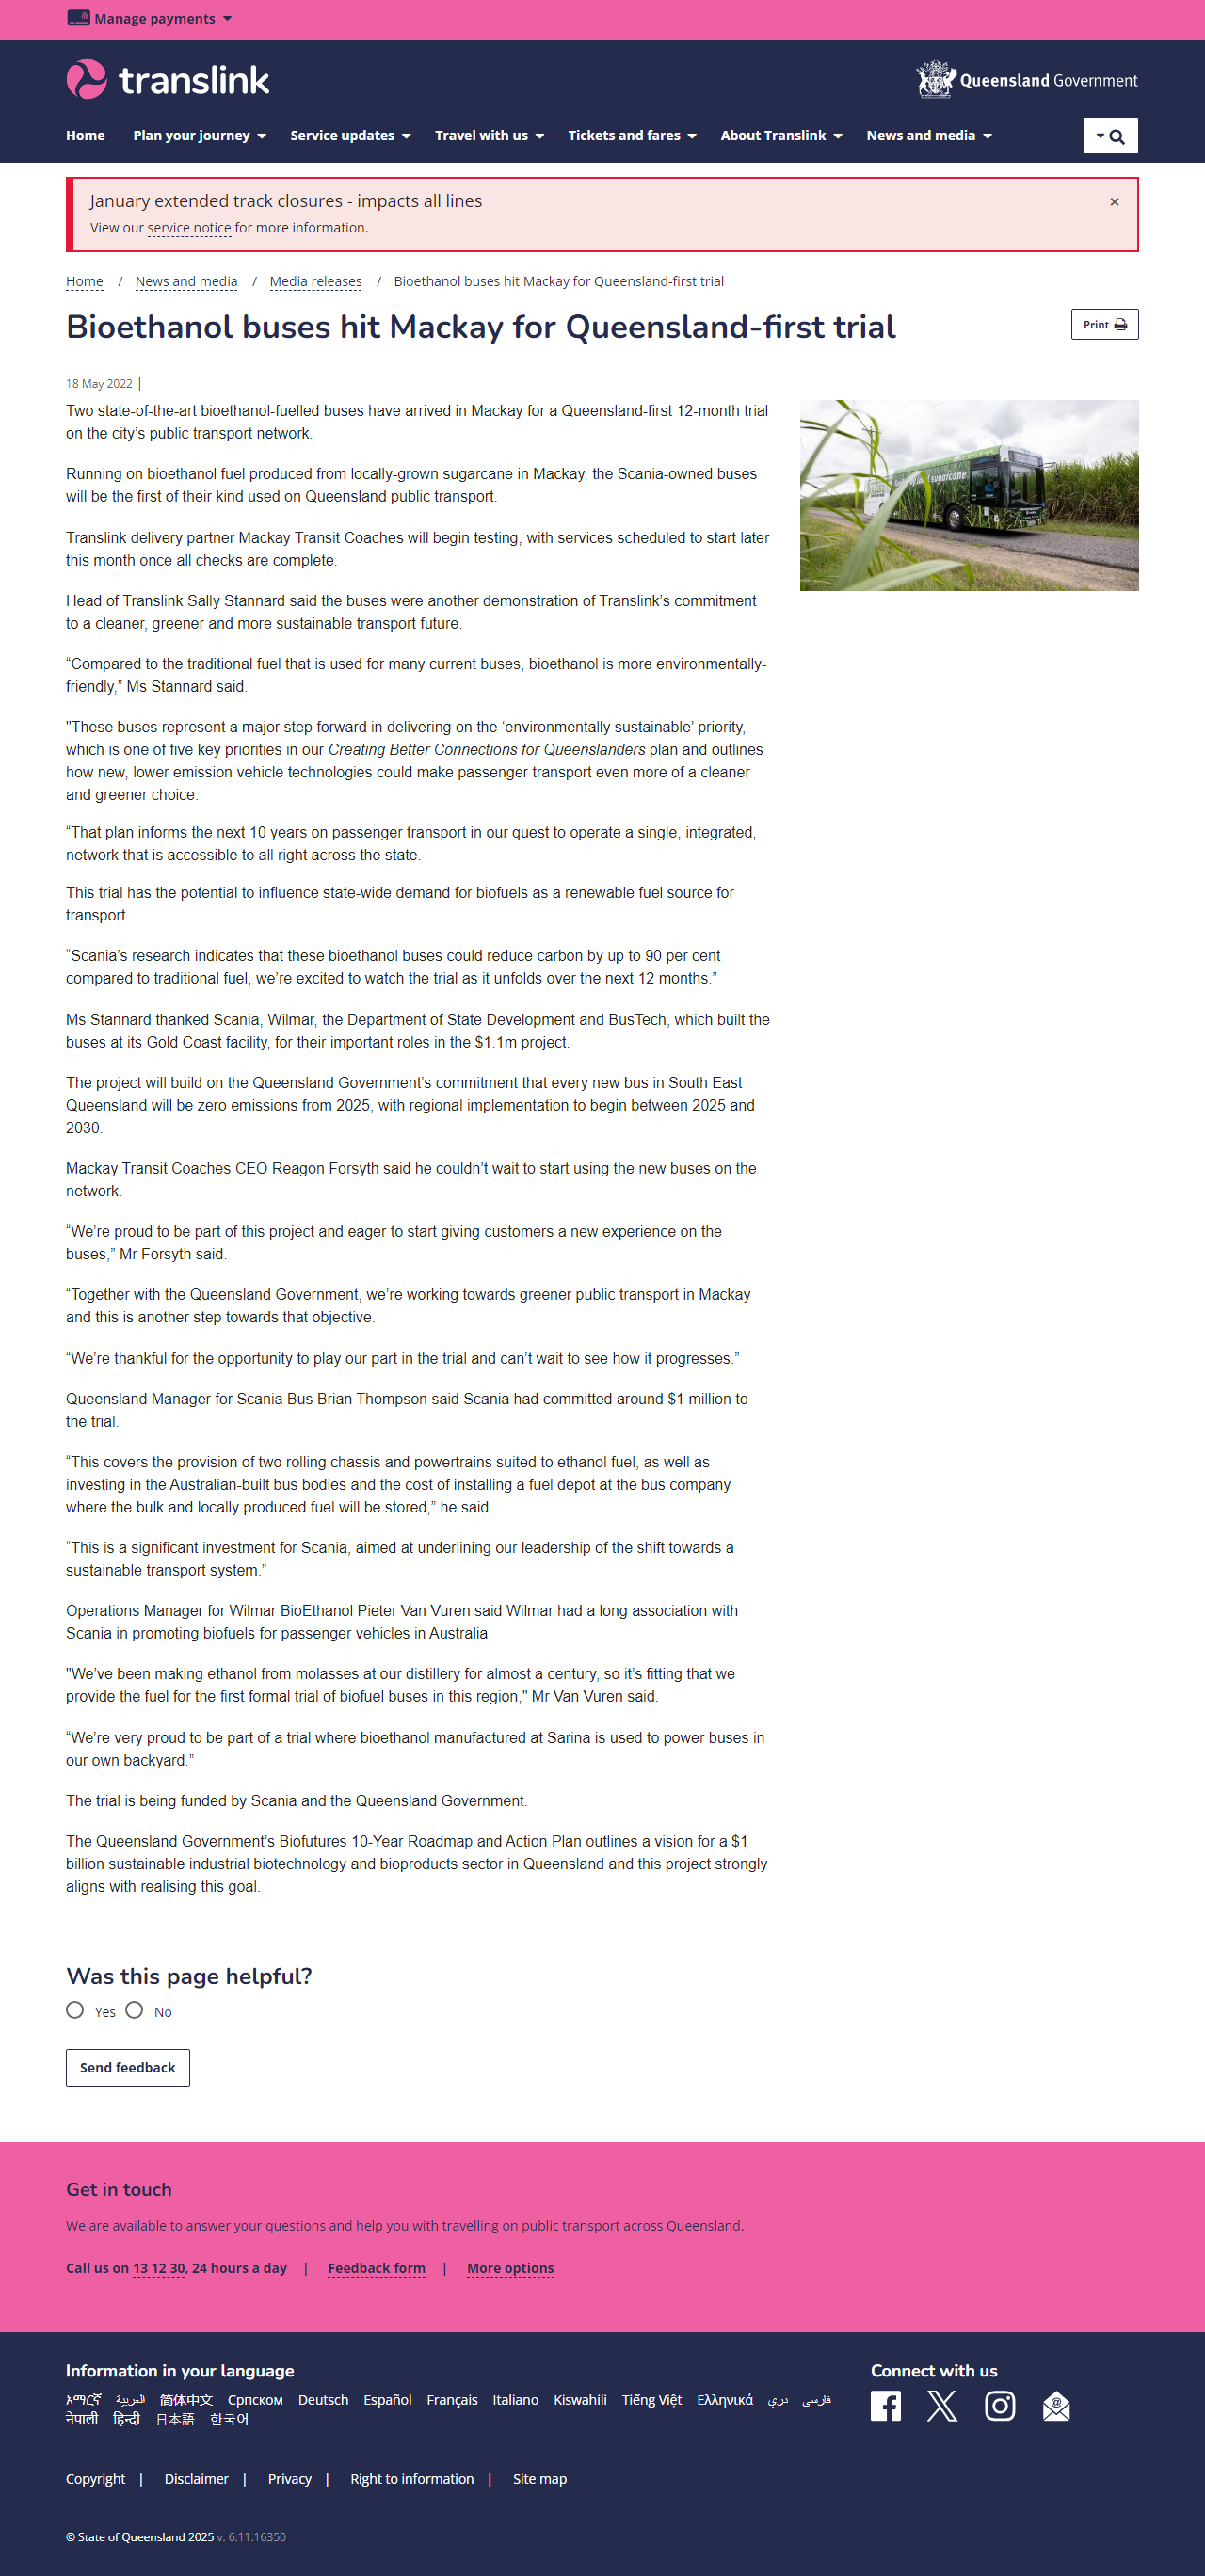 Manage payments
translink
Queensland Government
Home Plan your journey Service updates Travel with us Tickets and fares About Translink News and media
January extended track closures - impacts all lines
×
View our service notice for more information.
Home / News and media / Media releases / Bioethanol buses hit Mackay for Queensland-first trial
Bioethanol buses hit Mackay for Queensland-first trial
Print
18 May 2022 |
Two state-of-the-art bioethanol-fuelled buses have arrived in Mackay for a Queensland-first 12-month trial
on the city’s public transport network.
Running on bioethanol fuel produced from locally-grown sugarcane in Mackay, the Scania-owned buses
will be the first of their kind used on Queensland public transport.
Translink delivery partner Mackay Transit Coaches will begin testing, with services scheduled to start later
this month once all checks are complete.
Head of Translink Sally Stannard said the buses were another demonstration of Translink’s commitment
to a cleaner, greener and more sustainable transport future.
“Compared to the traditional fuel that is used for many current buses, bioethanol is more environmentally-
friendly,” Ms Stannard said.
"These buses represent a major step forward in delivering on the ‘environmentally sustainable’ priority,
which is one of five key priorities in our Creating Better Connections for Queenslanders plan and outlines
how new, lower emission vehicle technologies could make passenger transport even more of a cleaner
and greener choice.
“That plan informs the next 10 years on passenger transport in our quest to operate a single, integrated,
network that is accessible to all right across the state.
This trial has the potential to influence state-wide demand for biofuels as a renewable fuel source for
transport.
“Scania’s research indicates that these bioethanol buses could reduce carbon by up to 90 per cent
compared to traditional fuel, we’re excited to watch the trial as it unfolds over the next 12 months.”
Ms Stannard thanked Scania, Wilmar, the Department of State Development and BusTech, which built the
buses at its Gold Coast facility, for their important roles in the $1.1m project.
The project will build on the Queensland Government’s commitment that every new bus in South East
Queensland will be zero emissions from 2025, with regional implementation to begin between 2025 and
2030.
Mackay Transit Coaches CEO Reagon Forsyth said he couldn’t wait to start using the new buses on the
network.
“We’re proud to be part of this project and eager to start giving customers a new experience on the
buses,” Mr Forsyth said.
“Together with the Queensland Government, we’re working towards greener public transport in Mackay
and this is another step towards that objective.
“We’re thankful for the opportunity to play our part in the trial and can’t wait to see how it progresses.”
Queensland Manager for Scania Bus Brian Thompson said Scania had committed around $1 million to
the trial.
“This covers the provision of two rolling chassis and powertrains suited to ethanol fuel, as well as
investing in the Australian-built bus bodies and the cost of installing a fuel depot at the bus company
where the bulk and locally produced fuel will be stored,” he said.
“This is a significant investment for Scania, aimed at underlining our leadership of the shift towards a
sustainable transport system.”
Operations Manager for Wilmar BioEthanol Pieter Van Vuren said Wilmar had a long association with
Scania in promoting biofuels for passenger vehicles in Australia
"We’ve been making ethanol from molasses at our distillery for almost a century, so it’s fitting that we
provide the fuel for the first formal trial of biofuel buses in this region," Mr Van Vuren said.
“We’re very proud to be part of a trial where bioethanol manufactured at Sarina is used to power buses in
our own backyard.”
The trial is being funded by Scania and the Queensland Government.
The Queensland Government’s Biofutures 10-Year Roadmap and Action Plan outlines a vision for a $1
billion sustainable industrial biotechnology and bioproducts sector in Queensland and this project strongly
aligns with realising this goal.
sugarcane
Was this page helpful?
Yes No
Send feedback
Get in touch
We are available to answer your questions and help you with travelling on public transport across Queensland.
Call us on 13 12 30, 24 hours a day | Feedback form | More options
Information in your language
አማርኛ العربية 简体中文 Српском Deutsch Español Français Italiano Kiswahili Tiếng Việt Ελληνικά دري فارسی
नेपाली हिन्दी 日本語 한국어
Connect with us
Copyright | Disclaimer | Privacy | Right to information | Site map
© State of Queensland 2025 v. 6.11.16350